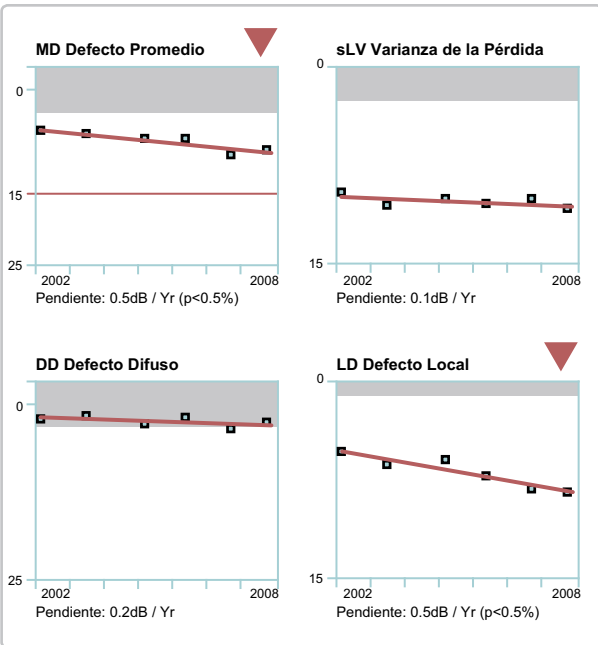 MD Defecto Promedio
0
15
25
2002 2008
Pendiente: 0.5dB / Yr (p<0.5%)
sLV Varianza de la Pérdida
0
15
2002 2008
Pendiente: 0.1dB / Yr
DD Defecto Difuso
0
25
2002 2008
Pendiente: 0.2dB / Yr
LD Defecto Local
0
15
2002 2008
Pendiente: 0.5dB / Yr (p<0.5%)